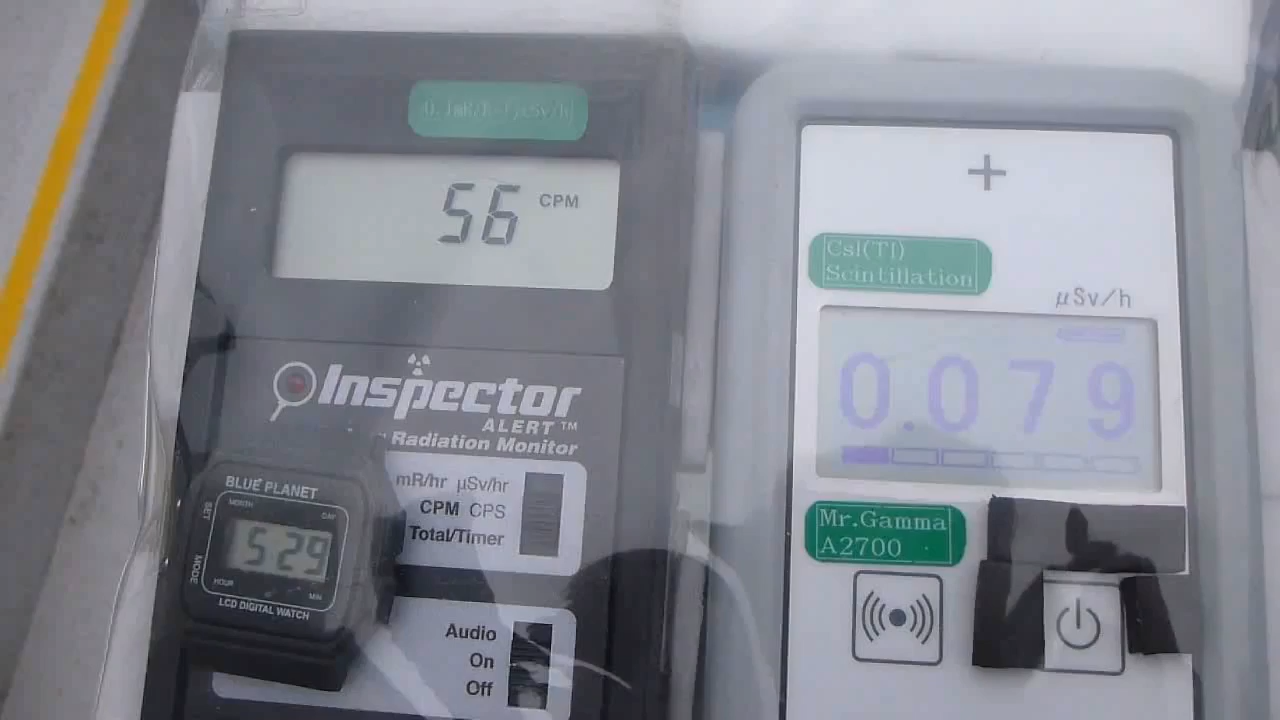 56 CPM
Inspector
ALERT™
Radiation Monitor
mR/hr µSv/hr
CPM CPS
Total/Timer
Audio
On
Off
BLUE PLANET
MONTH DAY
SET
5 29
MODE
HOUR MIN
LCD DIGITAL WATCH
+
CsI(Tl)
Scintillation
µSv/h
0.079
Mr.Gamma
A2700